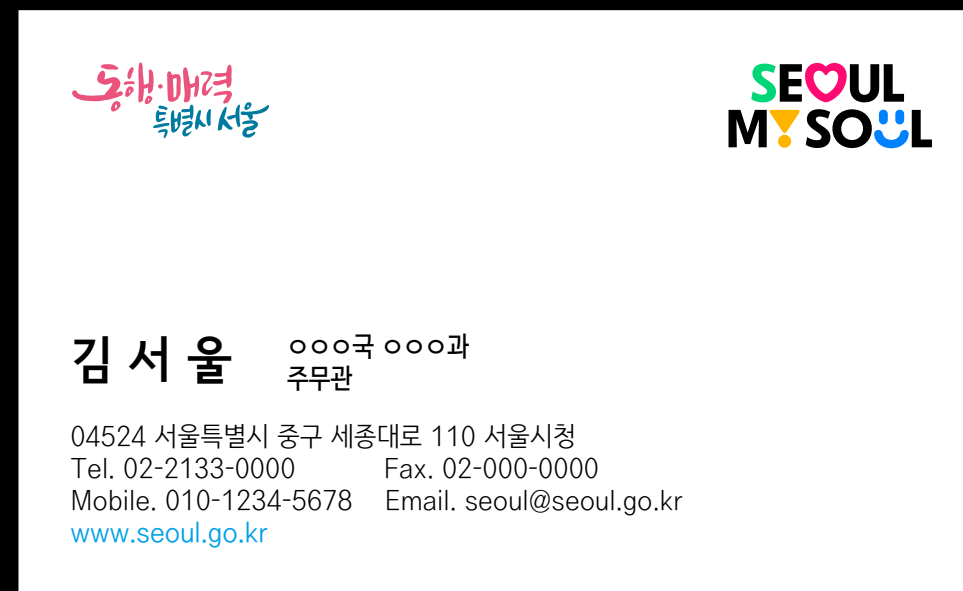 동행·매력
특별시 서울
SEOUL
MY SOUL
김 서 울
ㅇㅇㅇ국 ㅇㅇㅇ과
주무관
04524 서울특별시 중구 세종대로 110 서울시청
Tel. 02-2133-0000 Fax. 02-000-0000
Mobile. 010-1234-5678 Email. seoul@seoul.go.kr
www.seoul.go.kr